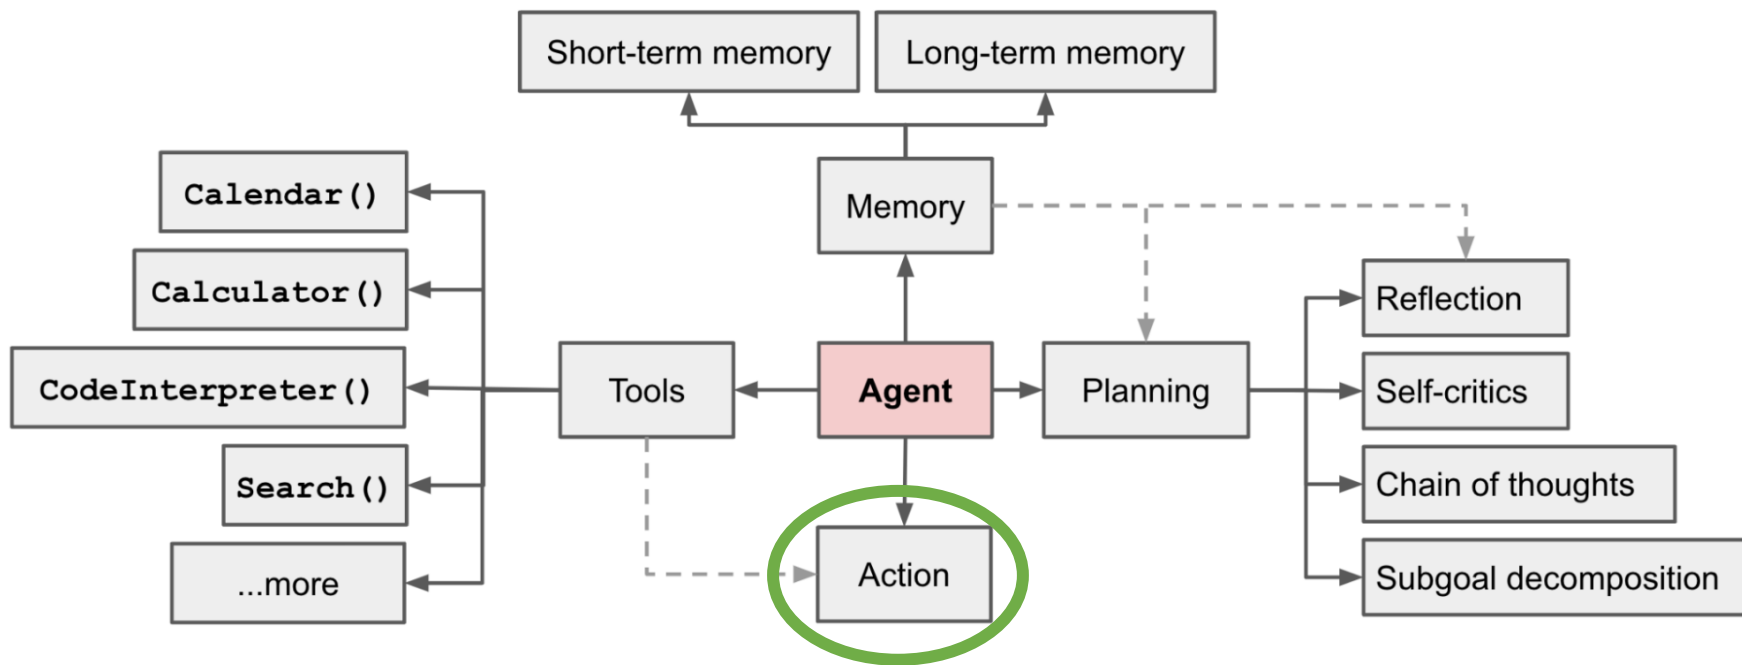 Short-term memory
Long-term memory
Calendar()
Memory
Calculator()
Reflection
CodeInterpreter()
Tools
Agent
Planning
Self-critics
Search()
Chain of thoughts
...more
Action
Subgoal decomposition